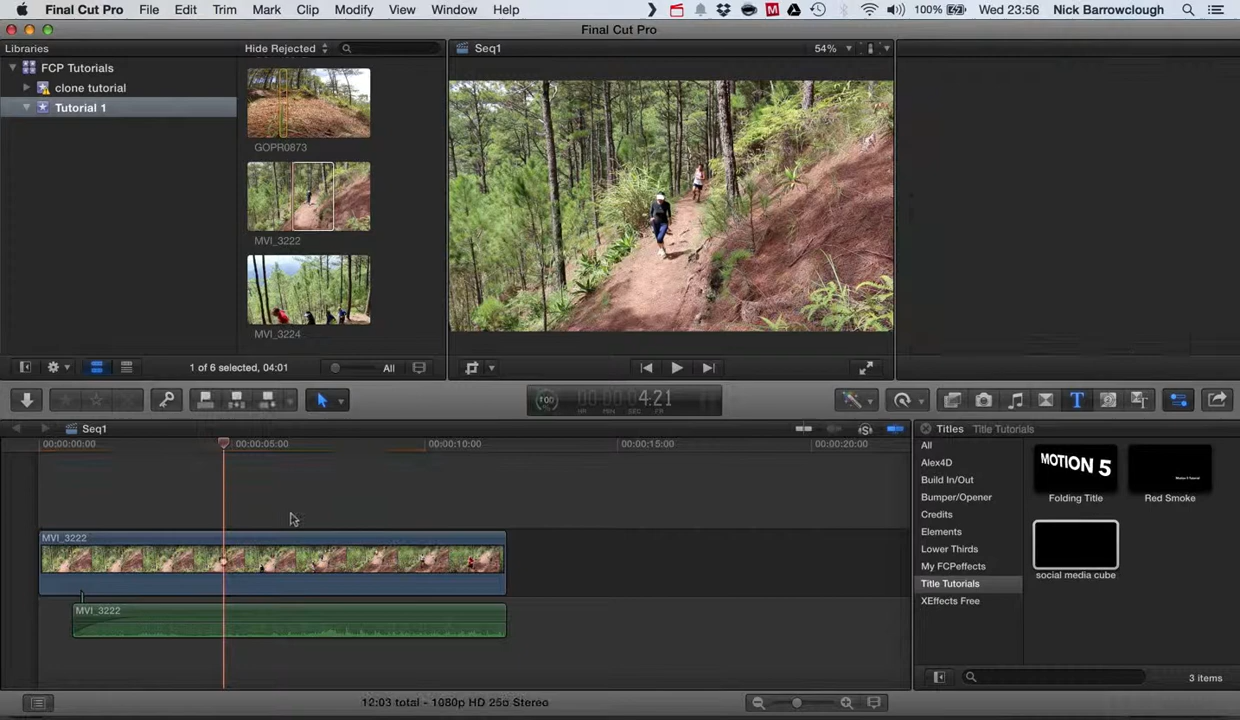 Final Cut Pro File Edit Trim Mark Clip Modify View Window Help 100% Wed 23:56 Nick Barrowclough
Final Cut Pro
Libraries Hide Rejected Seq1 54%
FCP Tutorials
clone tutorial
Tutorial 1
GOPR0873
MVI_3222
MVI_3224
1 of 6 selected, 04:01 All
100 4:21
HR MIN SEC FR
Seq1 Titles Title Tutorials
00:00:00:00 00:00:05:00 00:00:10:00 00:00:15:00 00:00:20:00
All
Alex4D
Build In/Out
Bumper/Opener
Credits
Elements
Lower Thirds
My FCPeffects
Title Tutorials
XEffects Free
MOTION 5
Folding Title Red Smoke
social media cube
MVI_3222
MVI_3222
3 items
12:03 total - 1080p HD 25p Stereo